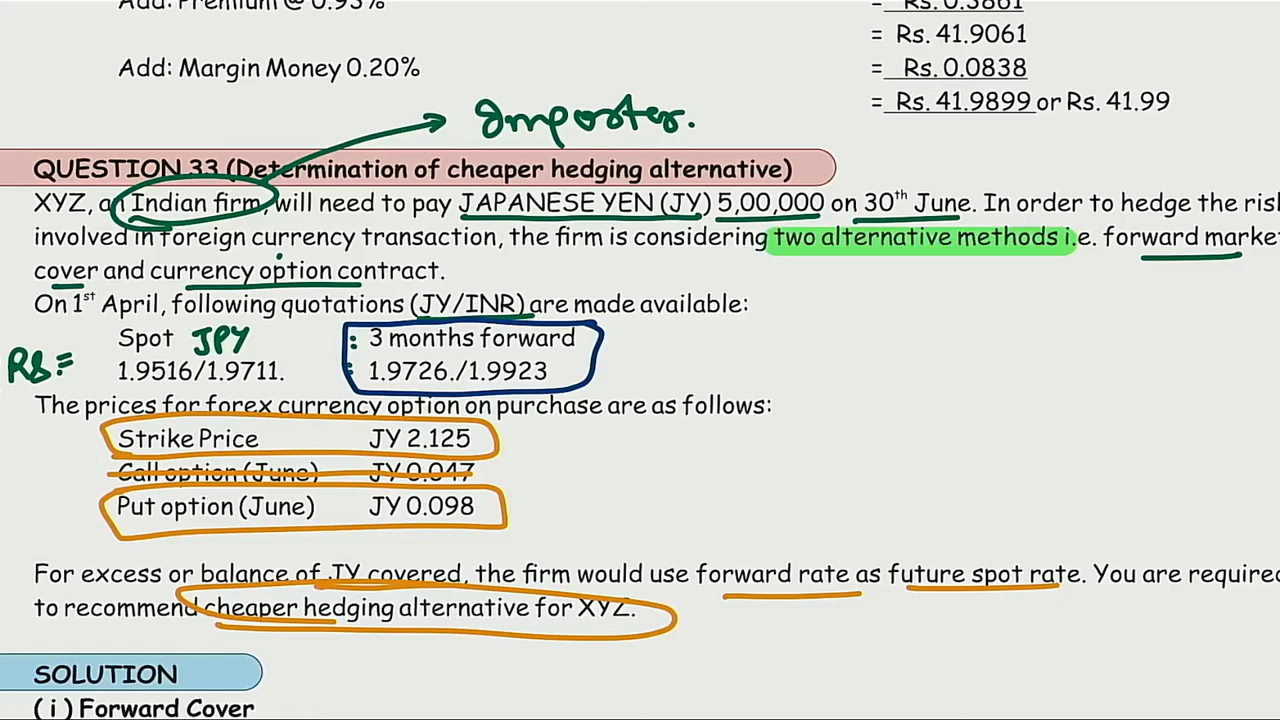 Add: Premium @ 0.93% = Rs. 0.3861
= Rs. 41.9061
Add: Margin Money 0.20% = Rs. 0.0838
= Rs. 41.9899 or Rs. 41.99
Importer.
QUESTION 33 (Determination of cheaper hedging alternative)
XYZ, an Indian firm, will need to pay JAPANESE YEN (JY) 5,00,000 on 30th June. In order to hedge the risk
involved in foreign currency transaction, the firm is considering two alternative methods i.e. forward market
cover and currency option contract.
On 1st April, following quotations (JY/INR) are made available:
Spot JPY : 3 months forward
RS = 1.9516/1.9711. : 1.9726./1.9923
The prices for forex currency option on purchase are as follows:
Strike Price JY 2.125
Call option (June) JY 0.047
Put option (June) JY 0.098
For excess or balance of JY covered, the firm would use forward rate as future spot rate. You are required
to recommend cheaper hedging alternative for XYZ.
SOLUTION
( i ) Forward Cover